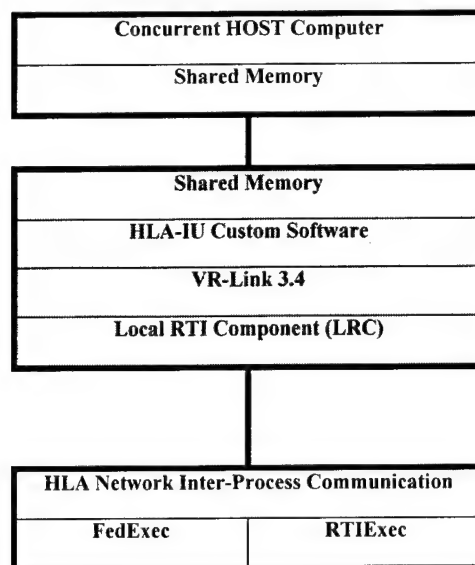 Concurrent HOST Computer
Shared Memory
Shared Memory
HLA-IU Custom Software
VR-Link 3.4
Local RTI Component (LRC)
HLA Network Inter-Process Communication
FedExec RTIExec